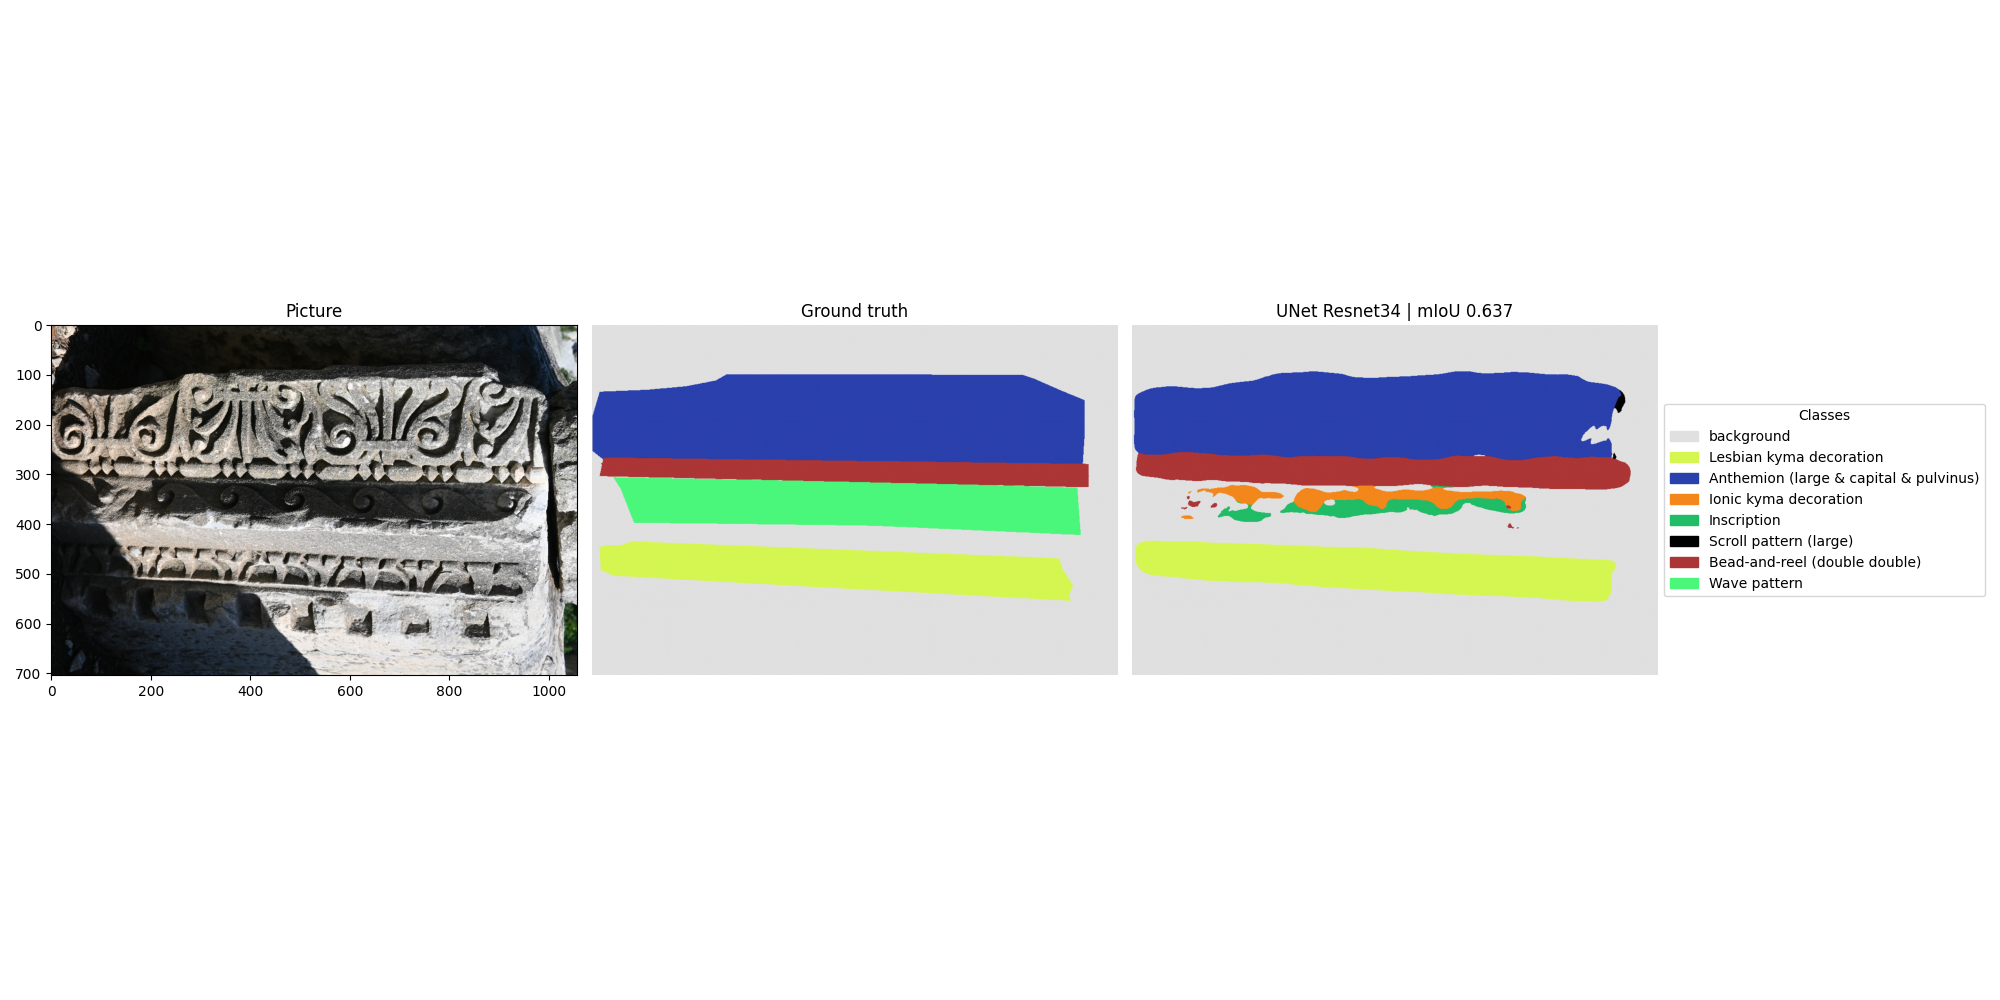 Picture
Ground truth
UNet Resnet34 | mIoU 0.637
0
100
200
300
400
500
600
700
0 200 400 600 800 1000
Classes
background
Lesbian kyma decoration
Anthemion (large & capital & pulvinus)
Ionic kyma decoration
Inscription
Scroll pattern (large)
Bead-and-reel (double double)
Wave pattern